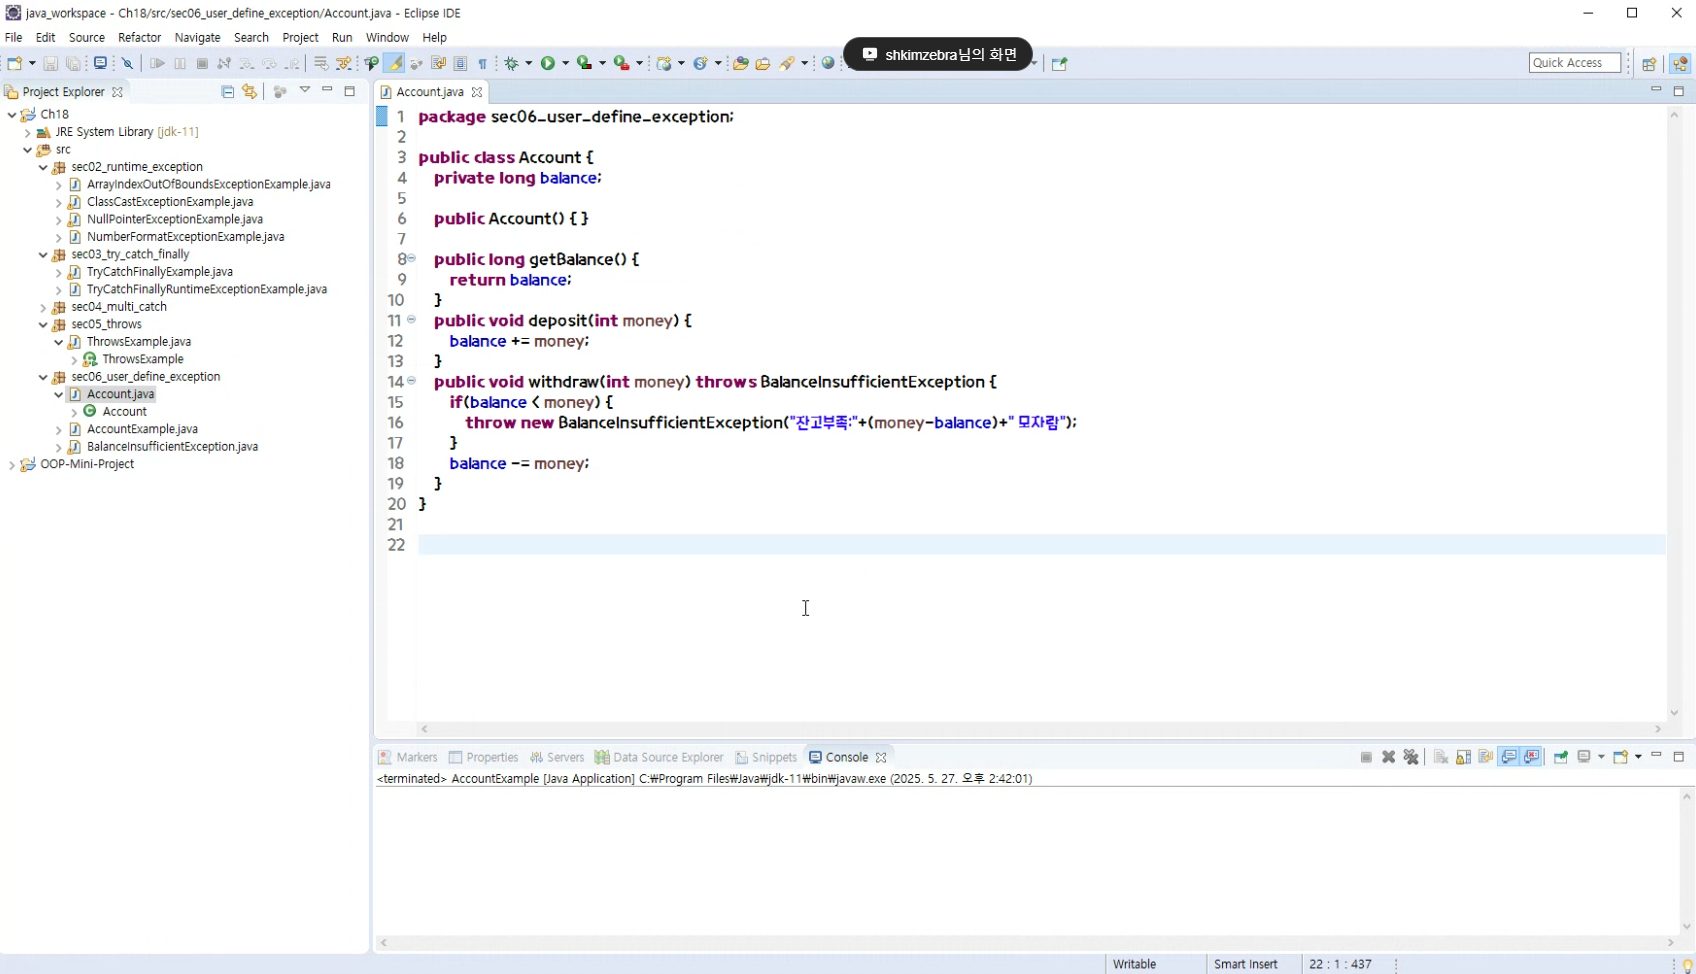 java_workspace - Ch18/src/sec06_user_define_exception/Account.java - Eclipse IDE
File Edit Source Refactor Navigate Search Project Run Window Help
shkimzebra님의 화면
Quick Access
Project Explorer
Account.java
Ch18
JRE System Library [jdk-11]
src
sec02_runtime_exception
ArrayIndexOutOfBoundsExceptionExample.java
ClassCastExceptionExample.java
NullPointerExceptionExample.java
NumberFormatExceptionExample.java
sec03_try_catch_finally
TryCatchFinallyExample.java
TryCatchFinallyRuntimeExceptionExample.java
sec04_multi_catch
sec05_throws
ThrowsExample.java
ThrowsExample
sec06_user_define_exception
Account.java
Account
AccountExample.java
BalanceInsufficientException.java
OOP-Mini-Project
1 package sec06_user_define_exception;
2
3 public class Account {
4 private long balance;
5
6 public Account() { }
7
8 public long getBalance() {
9 return balance;
10 }
11 public void deposit(int money) {
12 balance += money;
13 }
14 public void withdraw(int money) throws BalanceInsufficientException {
15 if(balance < money) {
16 throw new BalanceInsufficientException("잔고부족:"+(money-balance)+" 모자람");
17 }
18 balance -= money;
19 }
20 }
21
22
Markers Properties Servers Data Source Explorer Snippets Console
<terminated> AccountExample [Java Application] C:₩Program Files₩Java₩jdk-11₩bin₩javaw.exe (2025. 5. 27. 오후 2:42:01)
Writable Smart Insert 22 : 1 : 437